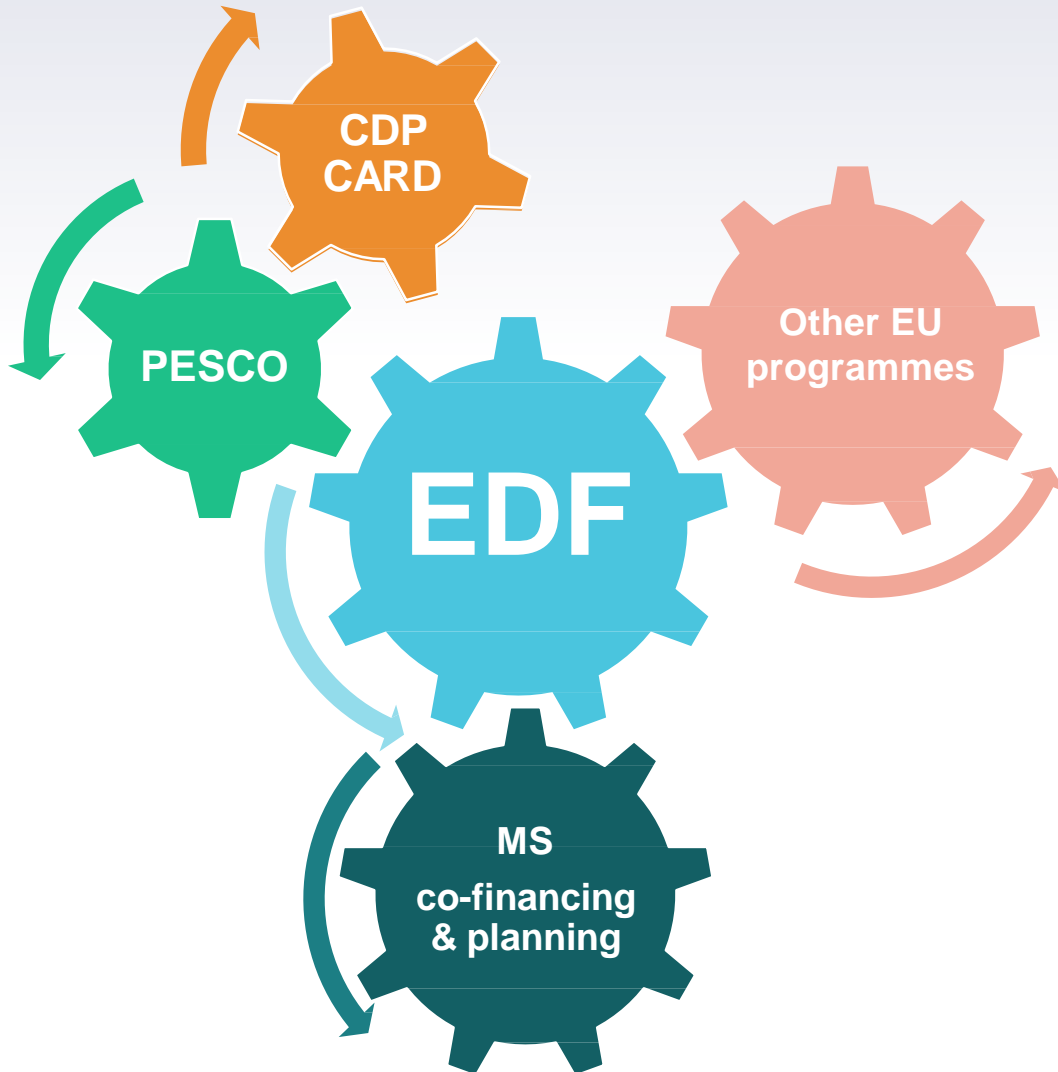 CDP
CARD
PESCO
Other EU
programmes
EDF
MS
co-financing
& planning